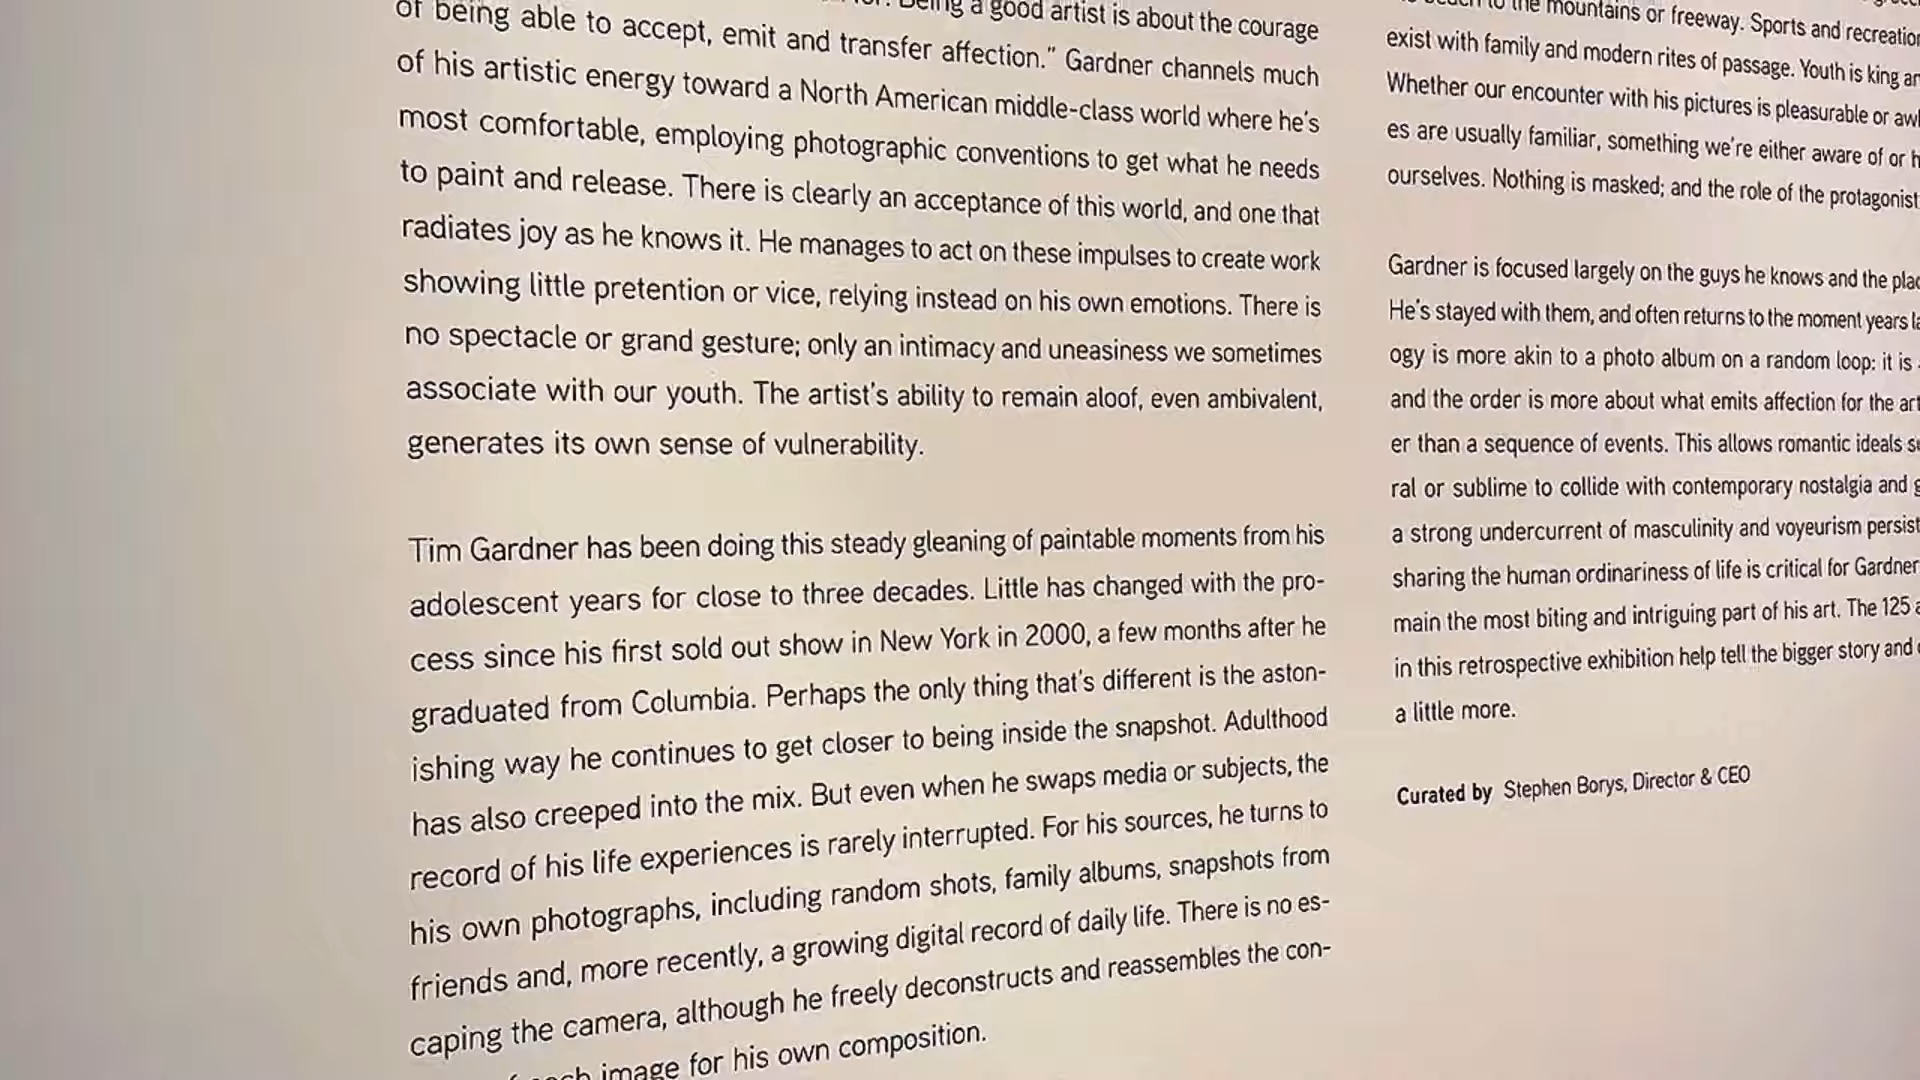 Being a good artist is about the courage
of being able to accept, emit and transfer affection." Gardner channels much
of his artistic energy toward a North American middle-class world where he's
most comfortable, employing photographic conventions to get what he needs
to paint and release. There is clearly an acceptance of this world, and one that
radiates joy as he knows it. He manages to act on these impulses to create work
showing little pretention or vice, relying instead on his own emotions. There is
no spectacle or grand gesture; only an intimacy and uneasiness we sometimes
associate with our youth. The artist's ability to remain aloof, even ambivalent,
generates its own sense of vulnerability.
Tim Gardner has been doing this steady gleaning of paintable moments from his
adolescent years for close to three decades. Little has changed with the pro-
cess since his first sold out show in New York in 2000, a few months after he
graduated from Columbia. Perhaps the only thing that's different is the aston-
ishing way he continues to get closer to being inside the snapshot. Adulthood
has also creeped into the mix. But even when he swaps media or subjects, the
record of his life experiences is rarely interrupted. For his sources, he turns to
his own photographs, including random shots, family albums, snapshots from
friends and, more recently, a growing digital record of daily life. There is no es-
caping the camera, although he freely deconstructs and reassembles the con-
image for his own composition.
to the mountains or freeway. Sports and recreation
exist with family and modern rites of passage. Youth is king
Whether our encounter with his pictures is pleasurable or
es are usually familiar, something we're either aware of or
ourselves. Nothing is masked; and the role of the protagonist
Gardner is focused largely on the guys he knows and the
He's stayed with them, and often returns to the moment years
ogy is more akin to a photo album on a random loop: it is
and the order is more about what emits affection for the
er than a sequence of events. This allows romantic ideals
ral or sublime to collide with contemporary nostalgia and
a strong undercurrent of masculinity and voyeurism persist
sharing the human ordinariness of life is critical for Gardner
main the most biting and intriguing part of his art. The 125
in this retrospective exhibition help tell the bigger story and
a little more.
Curated by Stephen Borys, Director & CEO